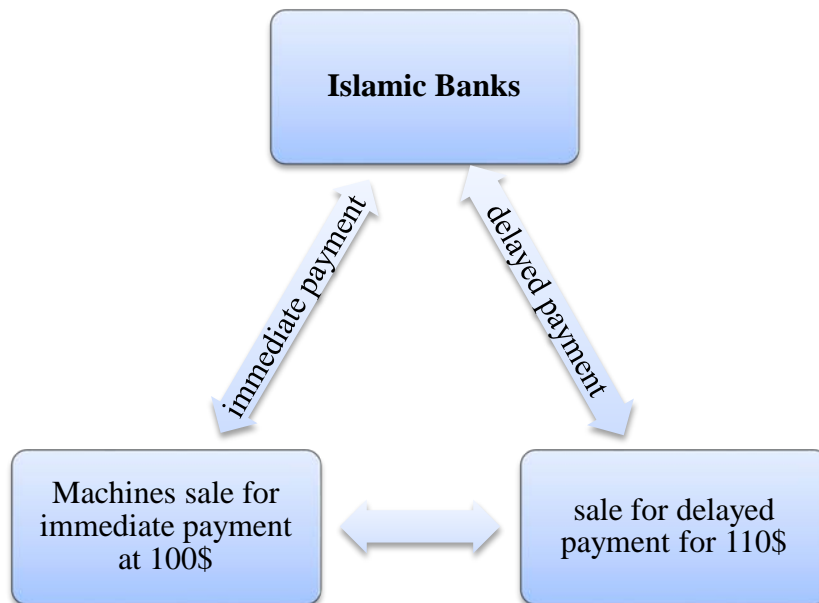 Islamic Banks
immediate payment
delayed payment
Machines sale for
immediate payment
at 100$
sale for delayed
payment for 110$